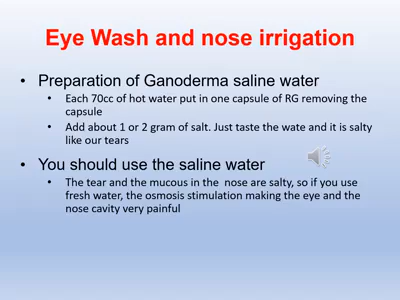 Eye Wash and nose irrigation
• Preparation of Ganoderma saline water
• Each 70cc of hot water put in one capsule of RG removing the
capsule
• Add about 1 or 2 gram of salt. Just taste the wate and it is salty
like our tears
• You should use the saline water
• The tear and the mucous in the  nose are salty, so if you use
fresh water, the osmosis stimulation making the eye and the
nose cavity very painful